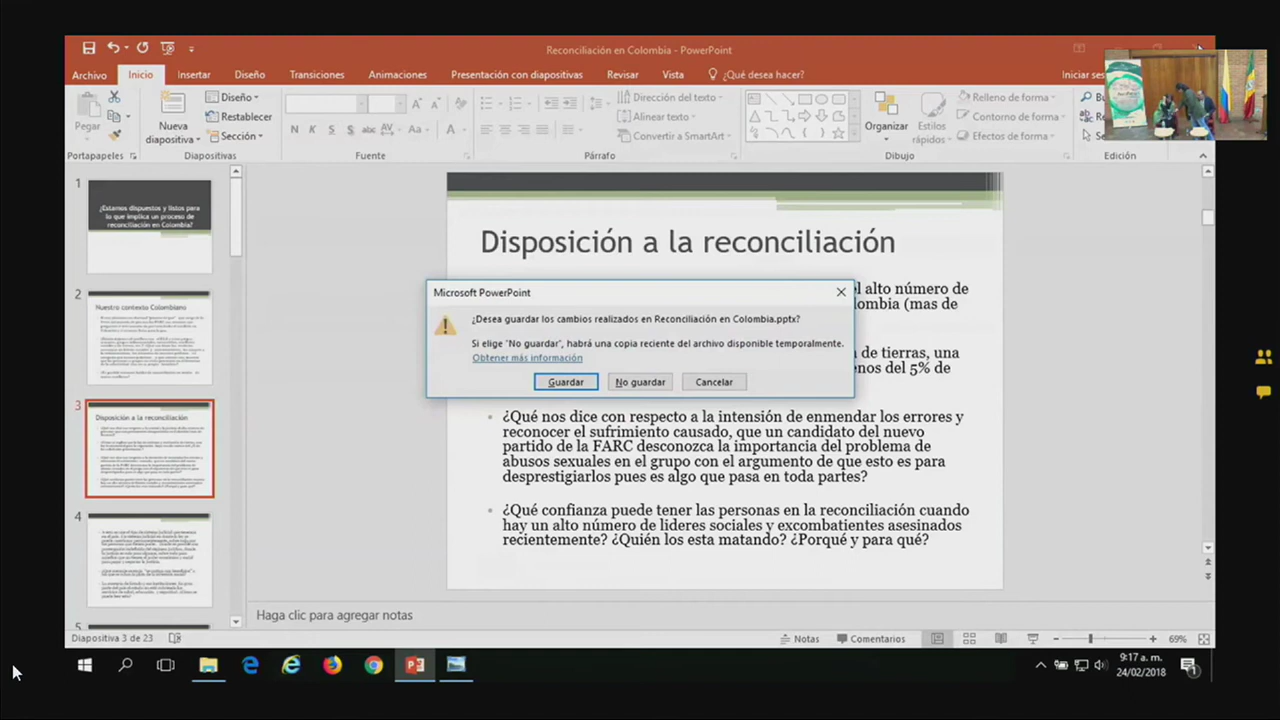 Reconciliación en Colombia - PowerPoint
Archivo
Inicio
Insertar
Diseño
Transiciones
Animaciones
Presentación con diapositivas
Revisar
Vista
¿Qué desea hacer?
Iniciar
Pegar
Nueva
diapositiva
Diseño
Restablecer
Sección
N K S S abc AV Aa A
Dirección del texto
Alinear texto
Convertir a SmartArt
Organizar
Estilos
rápidos
Relleno de forma
Contorno de forma
Efectos de forma
Portapapeles
Diapositivas
Fuente
Párrafo
Dibujo
Edición
1
¿Estamos dispuestos y listos para
lo que implica un proceso de
reconciliación en Colombia?
2
Nuestro contexto Colombiano
3
Disposición a la reconciliación
4
5
Disposición a la reconciliación
el alto número de
lombia (mas de
de tierras, una
enos del 5% de
Microsoft PowerPoint
¿Desea guardar los cambios realizados en Reconciliación en Colombia.pptx?
Si elige "No guardar", habrá una copia reciente del archivo disponible temporalmente.
Obtener más información
Guardar
No guardar
Cancelar
¿Qué nos dice con respecto a la intensión de enmendar los errores y
reconocer el sufrimiento causado, que un candidato del nuevo
partido de la FARC desconozca la importancia del problema de
abusos sexuales en el grupo con el argumento de que esto es para
desprestigiarlos pues es algo que pasa en toda partes?
¿Qué confianza puede tener las personas en la reconciliación cuando
hay un alto número de lideres sociales y excombatientes asesinados
recientemente? ¿Quién los esta matando? ¿Porqué y para qué?
Haga clic para agregar notas
Diapositiva 3 de 23
Notas
Comentarios
69%
9:17 a. m.
24/02/2018
1